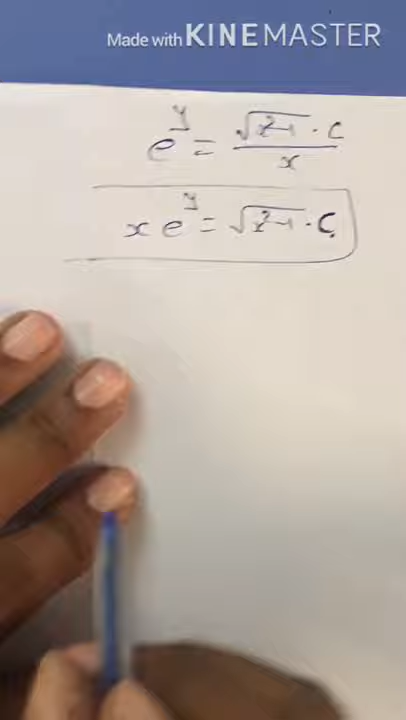 Made with KINEMASTER
e^y = √(x²-1) · c / x
x e^y = √(x²-1) · C